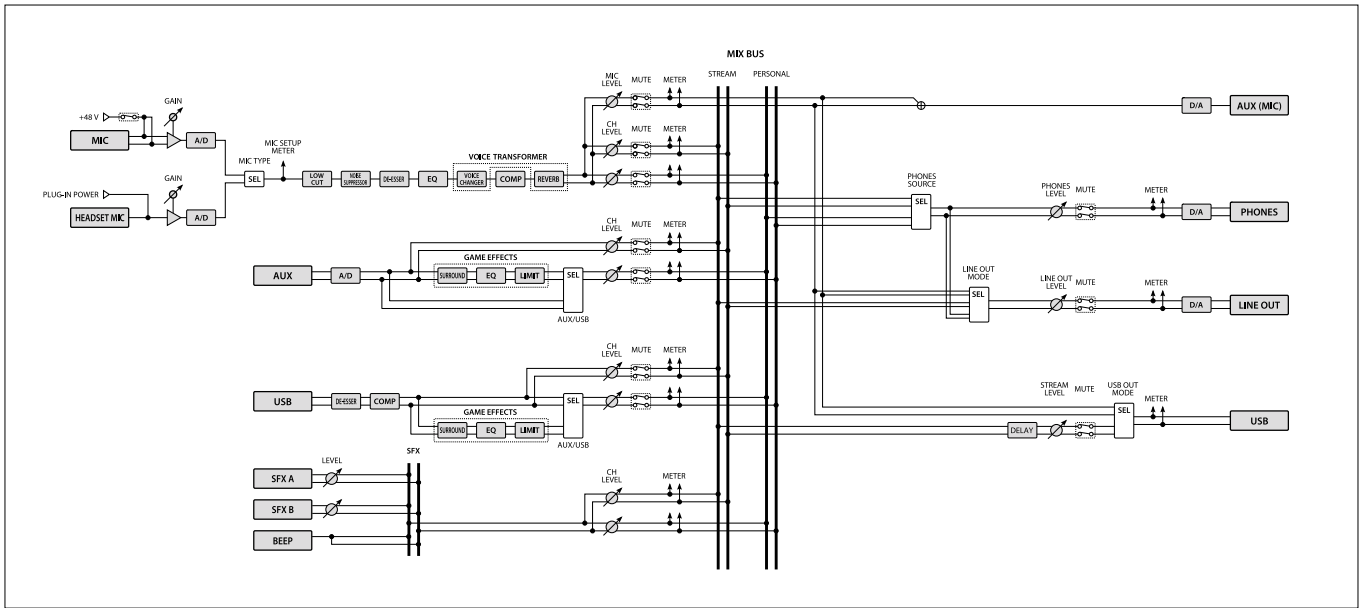 MIX BUS
STREAM PERSONAL
MIC LEVEL MUTE METER
+48 V GAIN
MIC A/D
MIC TYPE
SEL
MIC SETUP METER
PLUG-IN POWER GAIN
HEADSET MIC A/D
LOW CUT
NOISE SUPPRESSOR
DE-ESSER
EQ
VOICE TRANSFORMER
VOICE CHANGER
COMP
REVERB
CH LEVEL MUTE METER
D/A AUX (MIC)
PHONES SOURCE
SEL
PHONES LEVEL MUTE METER
D/A PHONES
CH LEVEL MUTE METER
AUX A/D
GAME EFFECTS
SURROUND EQ LIMIT
SEL
AUX/USB
LINE OUT MODE
SEL
LINE OUT LEVEL MUTE METER
D/A LINE OUT
CH LEVEL MUTE METER
USB DE-ESSER COMP
GAME EFFECTS
SURROUND EQ LIMIT
SEL
AUX/USB
STREAM LEVEL MUTE
USB OUT MODE
METER
DELAY
SEL
USB
SFX
LEVEL
SFX A
SFX B
BEEP
CH LEVEL METER